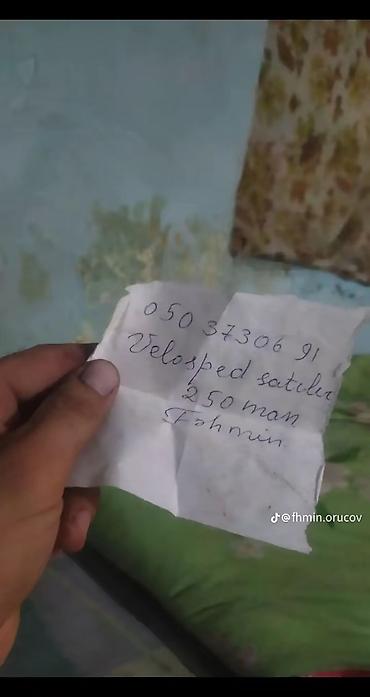 050 37306 91
Velosped satılır
250 man
Fəhmin
@fhmin.orucov